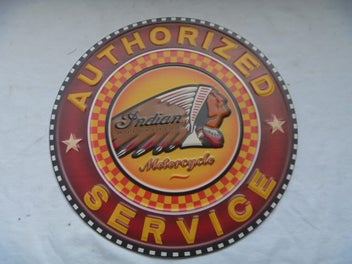 AUTHORIZED
Indian
Motorcycle
SERVICE